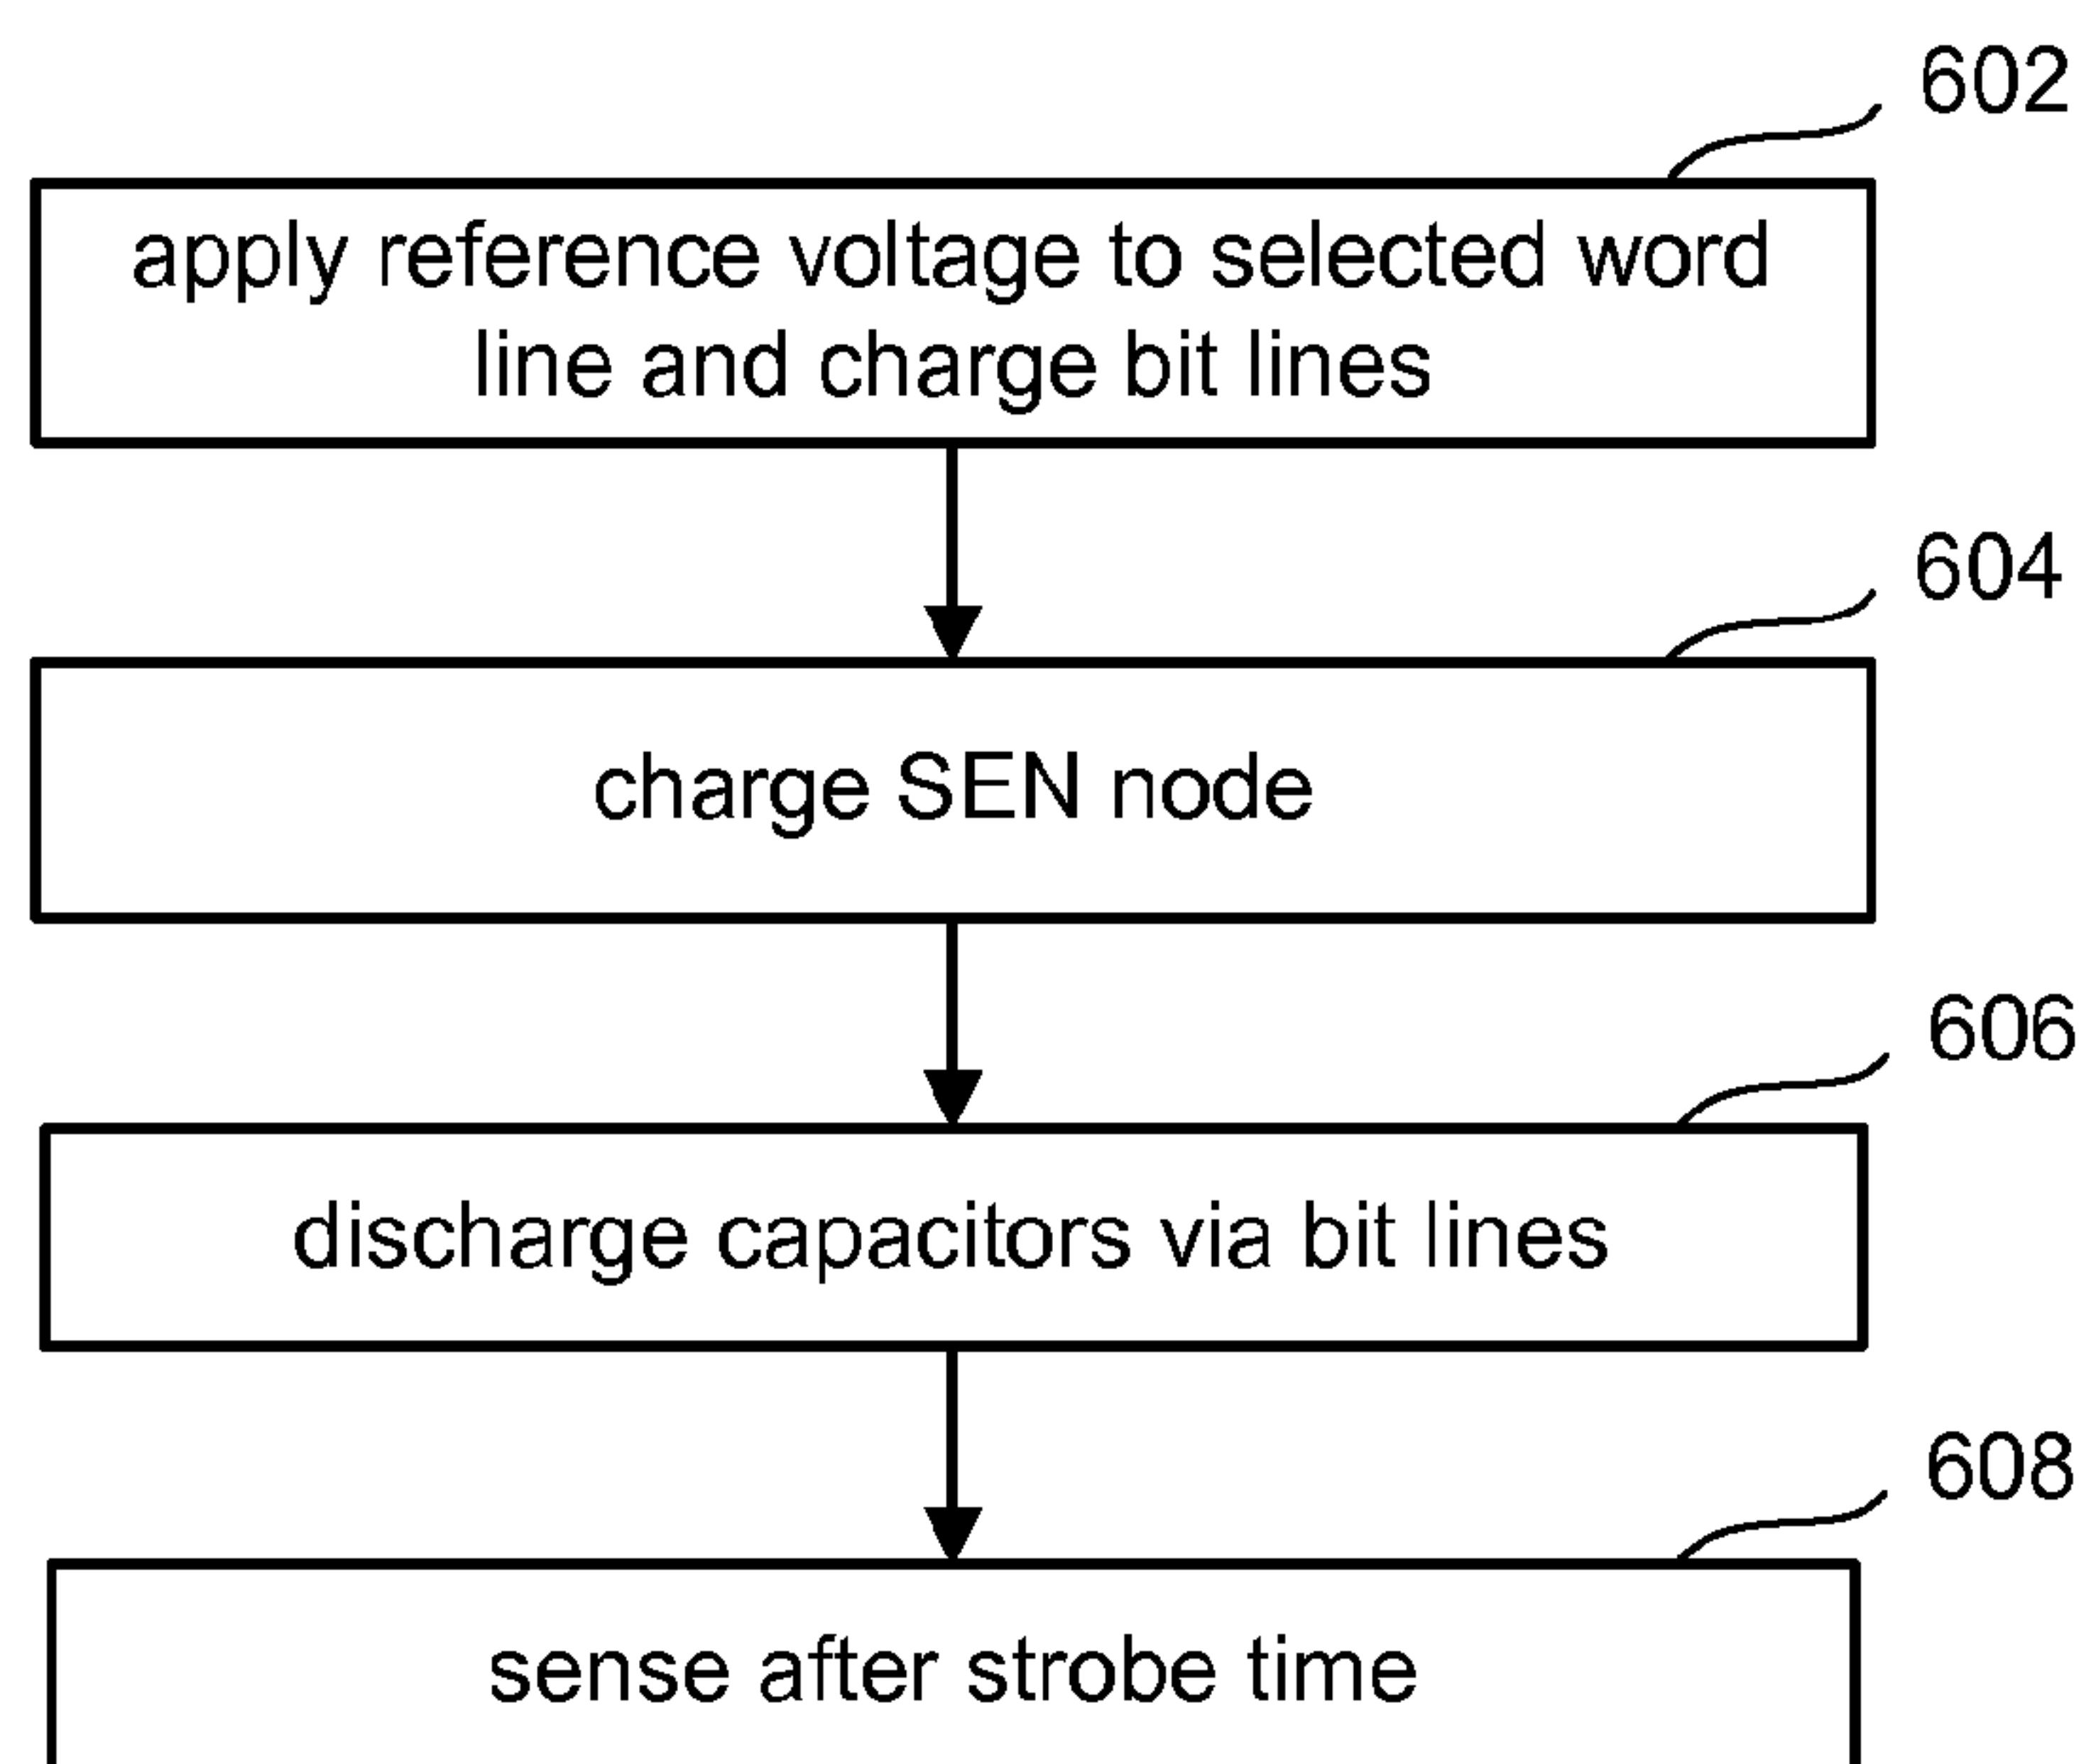 602
apply reference voltage to selected word
line and charge bit lines
604
charge SEN node
606
discharge capacitors via bit lines
608
sense after strobe time